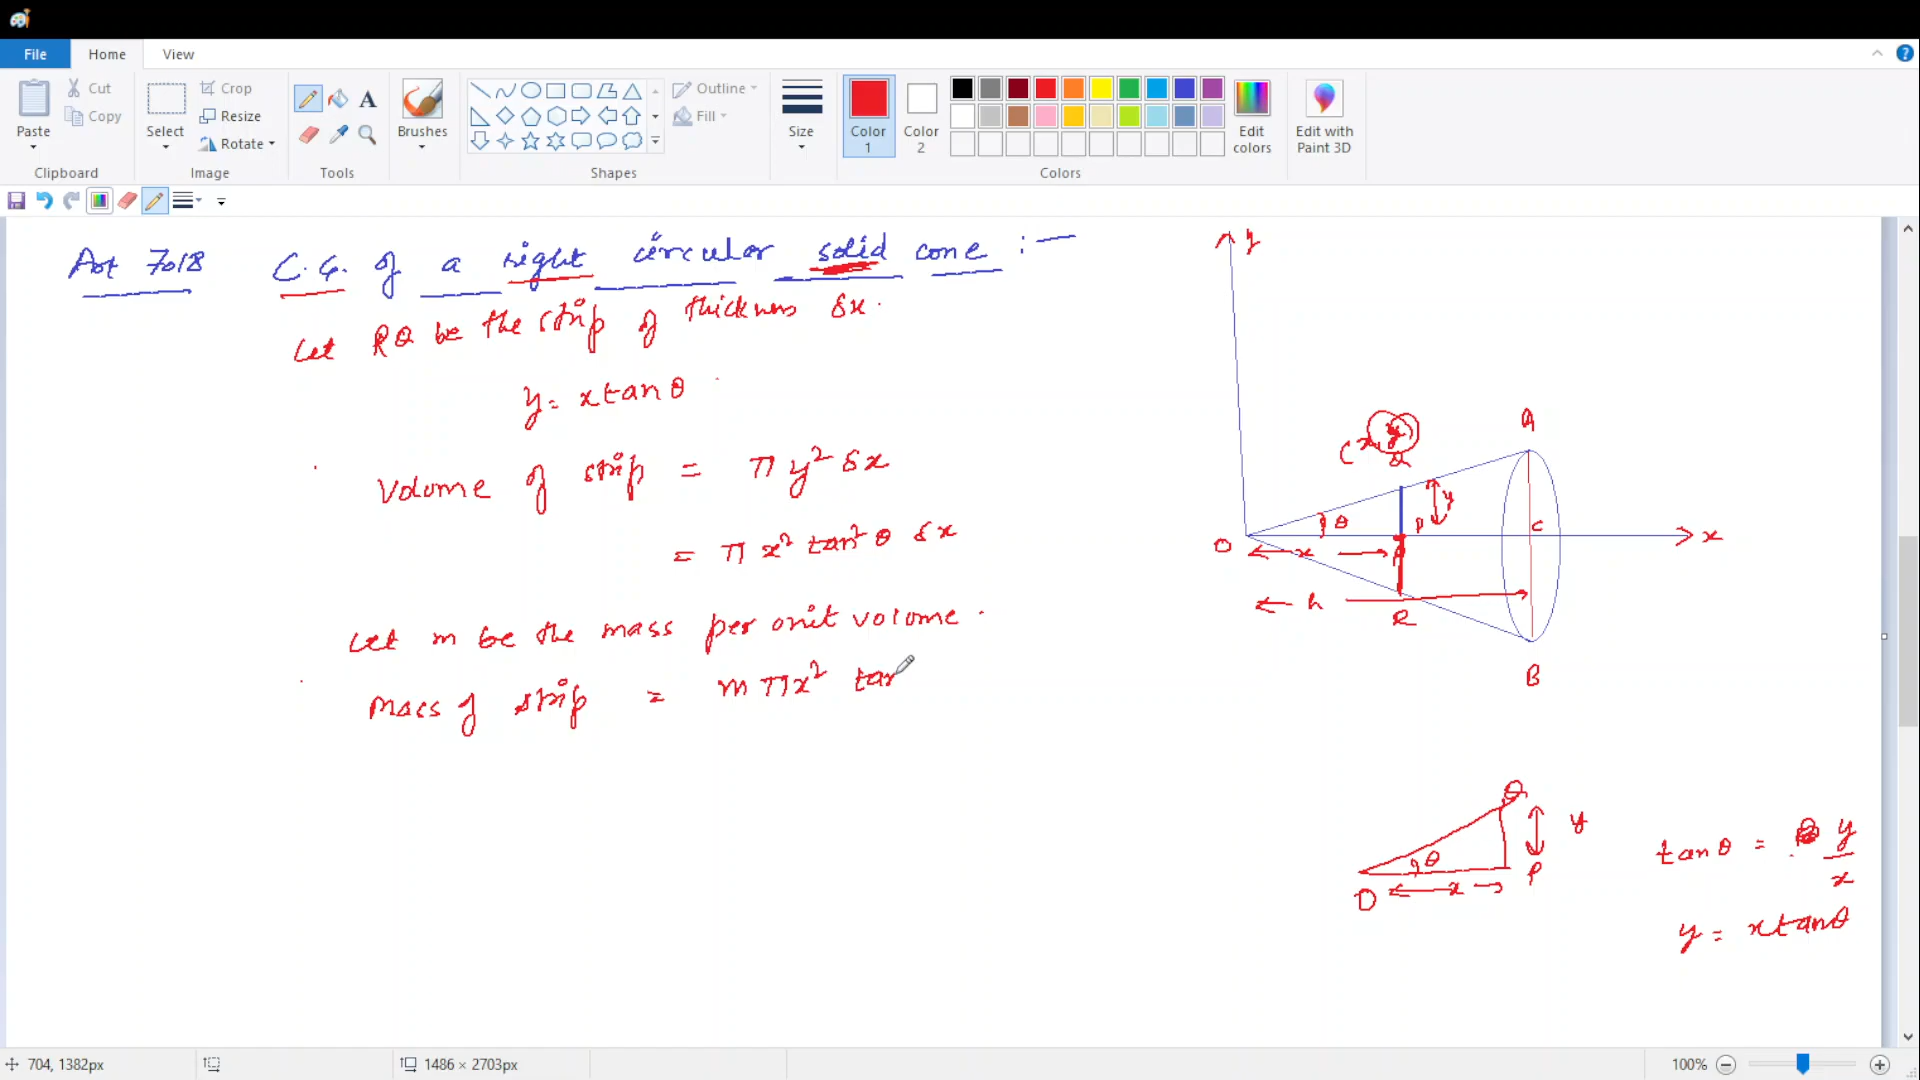 File Home View
Paste Cut Copy Select Crop Resize Rotate Brushes Outline Fill Size Color 1 Color 2 Edit colors Edit with Paint 3D
Clipboard Image Tools Shapes Colors
Art 7018 C.G. of a right circular solid cone :-
Let RQ be the strip of thickness δx.
y = x tan θ
Volume of strip = π y² δx
= π x² tan² θ δx
Let m be the mass per unit volume.
Mass of strip = m π x² tan
y
A
Q
y
θ P C
O x x
h
R
B
Q
y
θ
O x P
tan θ = y/x
y = x tan θ
704, 1382px 1486 × 2703px 100%